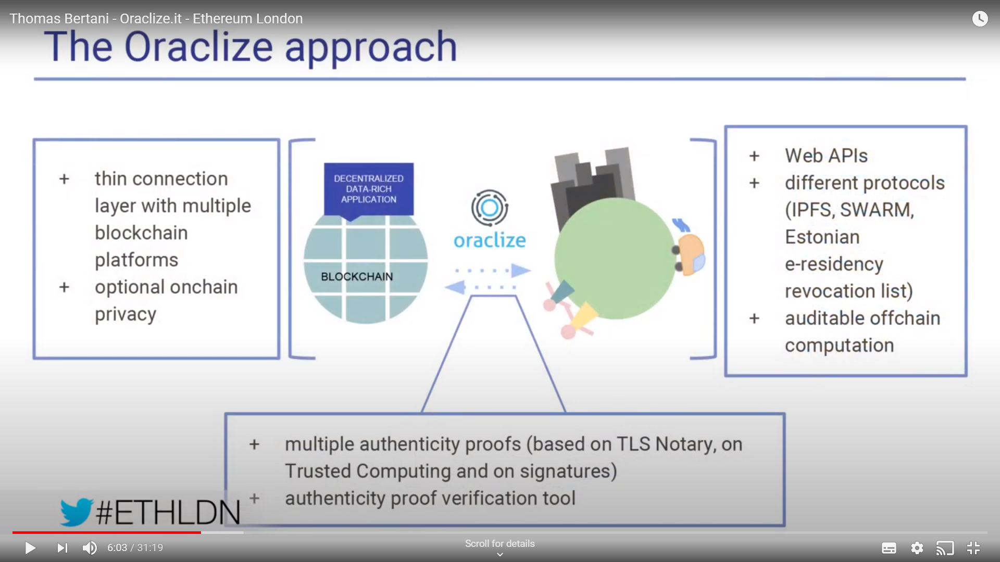 Thomas Bertani - Oraclize.it - Ethereum London
The Oraclize approach
+ thin connection
layer with multiple
blockchain
platforms
+ optional onchain
privacy
DECENTRALIZED
DATA-RICH
APPLICATION
BLOCKCHAIN
oraclize
+ Web APIs
+ different protocols
(IPFS, SWARM,
Estonian
e-residency
revocation list)
+ auditable offchain
computation
+ multiple authenticity proofs (based on TLS Notary, on
Trusted Computing and on signatures)
+ authenticity proof verification tool
#ETHLDN
6:03 / 31:19
Scroll for details